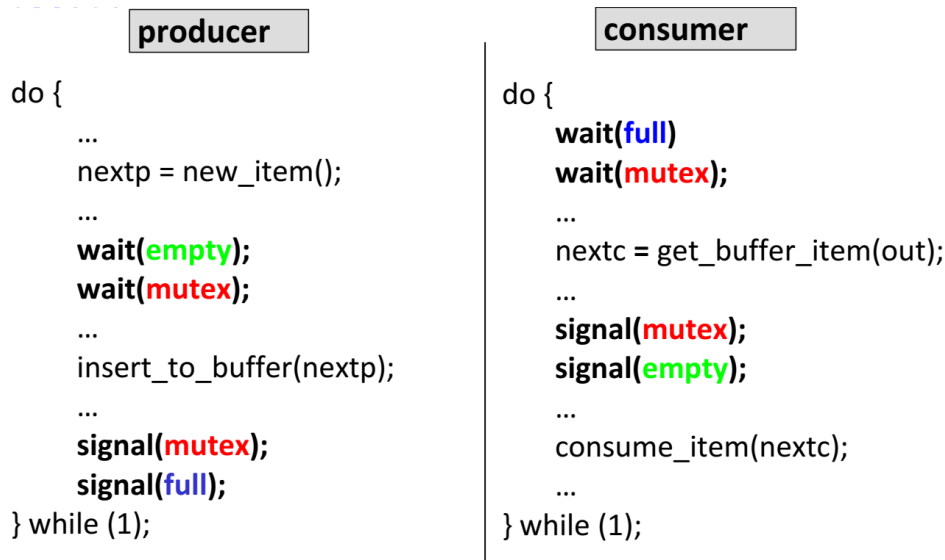 producer
do {
...
nextp = new_item();
...
wait(empty);
wait(mutex);
...
insert_to_buffer(nextp);
...
signal(mutex);
signal(full);
} while (1);
consumer
do {
wait(full)
wait(mutex);
...
nextc = get_buffer_item(out);
...
signal(mutex);
signal(empty);
...
consume_item(nextc);
...
} while (1);